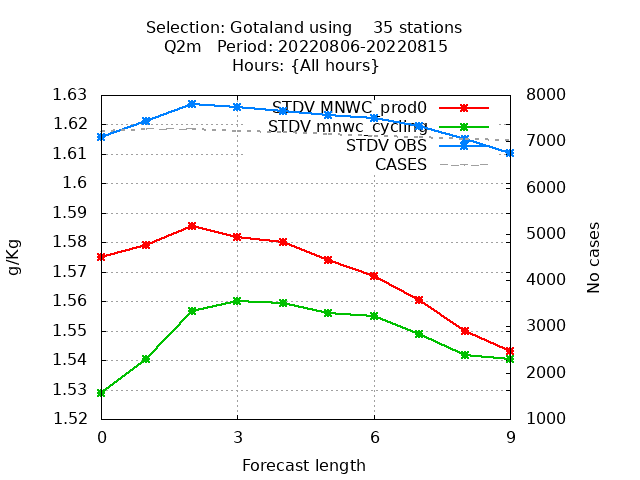 Selection: Gotaland using    35 stations
Q2m   Period: 20220806-20220815
Hours: {All hours}
STDV MNWC_prod0
STDV mnwc_cycling
STDV OBS
CASES
1.63
1.62
1.61
1.6
1.59
1.58
1.57
1.56
1.55
1.54
1.53
1.52
g/Kg
8000
7000
6000
5000
4000
3000
2000
1000
No cases
0 3 6 9
Forecast length